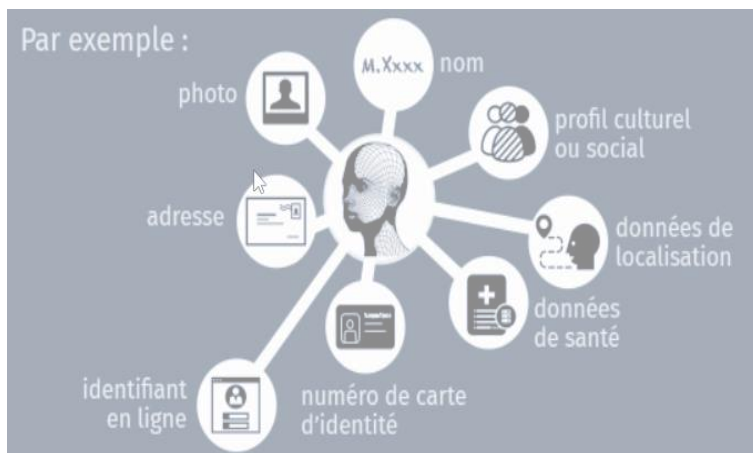 Par exemple :
M.Xxxx
nom
photo
profil culturel
ou social
adresse
données de
localisation
données
de santé
identifiant
en ligne
numéro de carte
d'identité